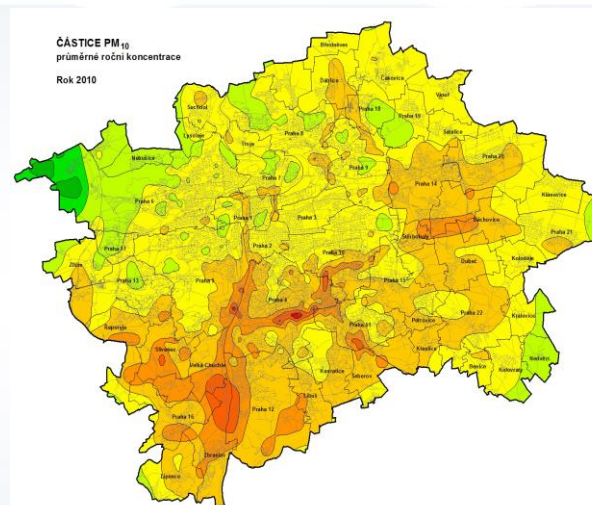 ČÁSTICE PM10
průměrné roční koncentrace
Rok 2010
Březiněves
Ďáblice
Čakovice
Vinoř
Suchdol
Praha 18
Praha 19
Lysolaje
Praha 8
Satalice
Troja
Nebušice
Praha 9
Praha 20
Praha 7
Praha 14
Praha 6
Klánovice
Praha 1
Praha 3
Běchovice
Praha 21
Praha 2
Štěrboholy
Praha 17
Praha 10
Dubeč
Koloděje
Zličín
Praha 13
Praha 5
Praha 15
Praha 4
Praha 22
Královice
Řeporyje
Petrovice
Praha 11
Slivenec
Křeslice
Nedvězí
Velká Chuchle
Benice
Kolovraty
Kunratice
Šeberov
Libuš
Praha 12
Praha 16
Zbraslav
Lipence